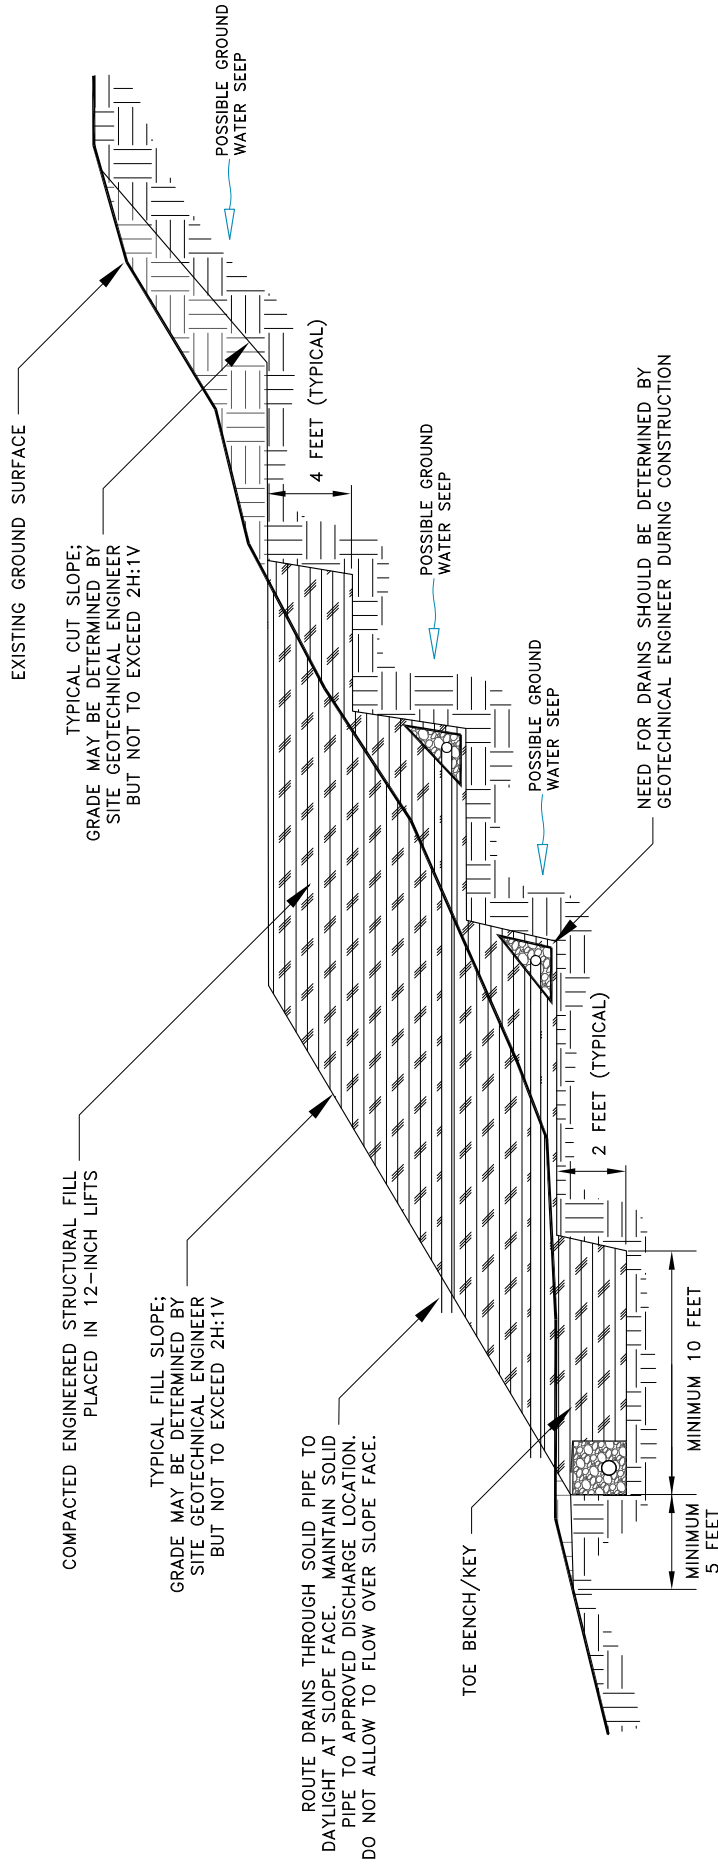 EXISTING GROUND SURFACE
TYPICAL CUT SLOPE;
GRADE MAY BE DETERMINED BY
SITE GEOTECHNICAL ENGINEER
BUT NOT TO EXCEED 2H:1V
COMPACTED ENGINEERED STRUCTURAL FILL
PLACED IN 12-INCH LIFTS
TYPICAL FILL SLOPE;
GRADE MAY BE DETERMINED BY
SITE GEOTECHNICAL ENGINEER
BUT NOT TO EXCEED 2H:1V
ROUTE DRAINS THROUGH SOLID PIPE TO
DAYLIGHT AT SLOPE FACE. MAINTAIN SOLID
PIPE TO APPROVED DISCHARGE LOCATION.
DO NOT ALLOW TO FLOW OVER SLOPE FACE.
TOE BENCH/KEY
POSSIBLE GROUND
WATER SEEP
4 FEET (TYPICAL)
POSSIBLE GROUND
WATER SEEP
POSSIBLE GROUND
WATER SEEP
2 FEET (TYPICAL)
NEED FOR DRAINS SHOULD BE DETERMINED BY
GEOTECHNICAL ENGINEER DURING CONSTRUCTION
MINIMUM
5 FEET
MINIMUM 10 FEET